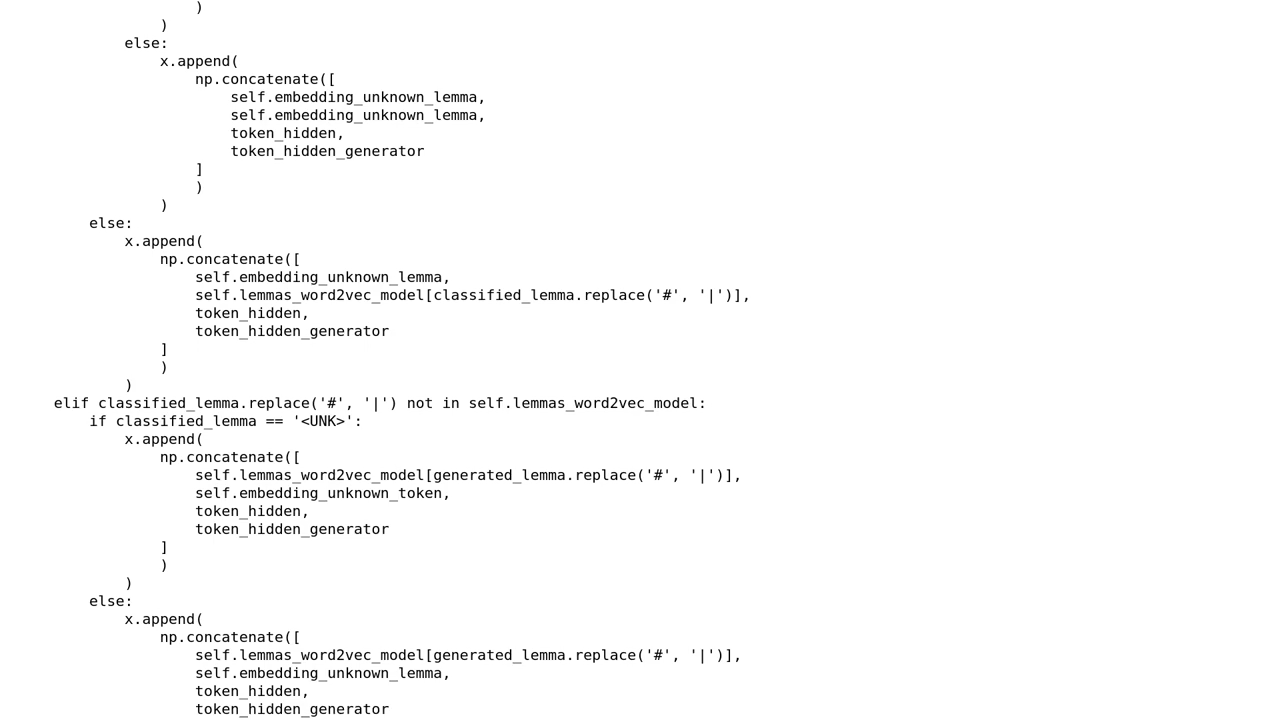 )
                  )
              else:
                  x.append(
                      np.concatenate([
                          self.embedding_unknown_lemma,
                          self.embedding_unknown_lemma,
                          token_hidden,
                          token_hidden_generator
                      ]
                      )
                  )
          else:
              x.append(
                  np.concatenate([
                      self.embedding_unknown_lemma,
                      self.lemmas_word2vec_model[classified_lemma.replace('#', '|')],
                      token_hidden,
                      token_hidden_generator
                  ]
                  )
              )
      elif classified_lemma.replace('#', '|') not in self.lemmas_word2vec_model:
          if classified_lemma == '<UNK>':
              x.append(
                  np.concatenate([
                      self.lemmas_word2vec_model[generated_lemma.replace('#', '|')],
                      self.embedding_unknown_token,
                      token_hidden,
                      token_hidden_generator
                  ]
                  )
              )
          else:
              x.append(
                  np.concatenate([
                      self.lemmas_word2vec_model[generated_lemma.replace('#', '|')],
                      self.embedding_unknown_lemma,
                      token_hidden,
                      token_hidden_generator